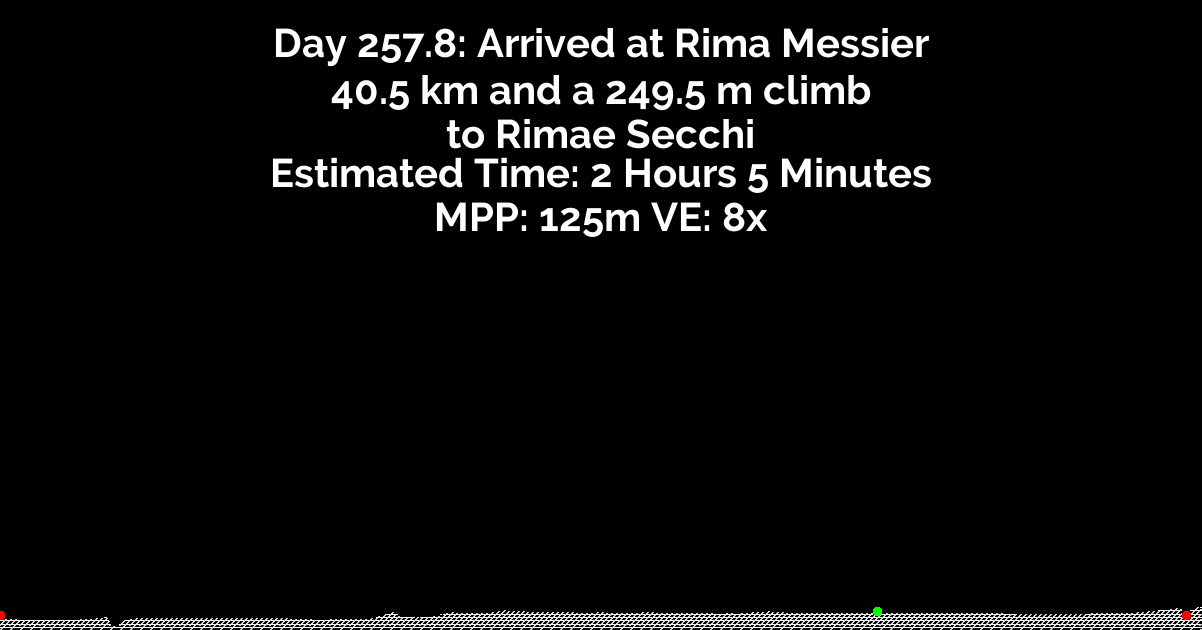 Day 257.8: Arrived at Rima Messier
40.5 km and a 249.5 m climb
to Rimae Secchi
Estimated Time: 2 Hours 5 Minutes
MPP: 125m VE: 8x